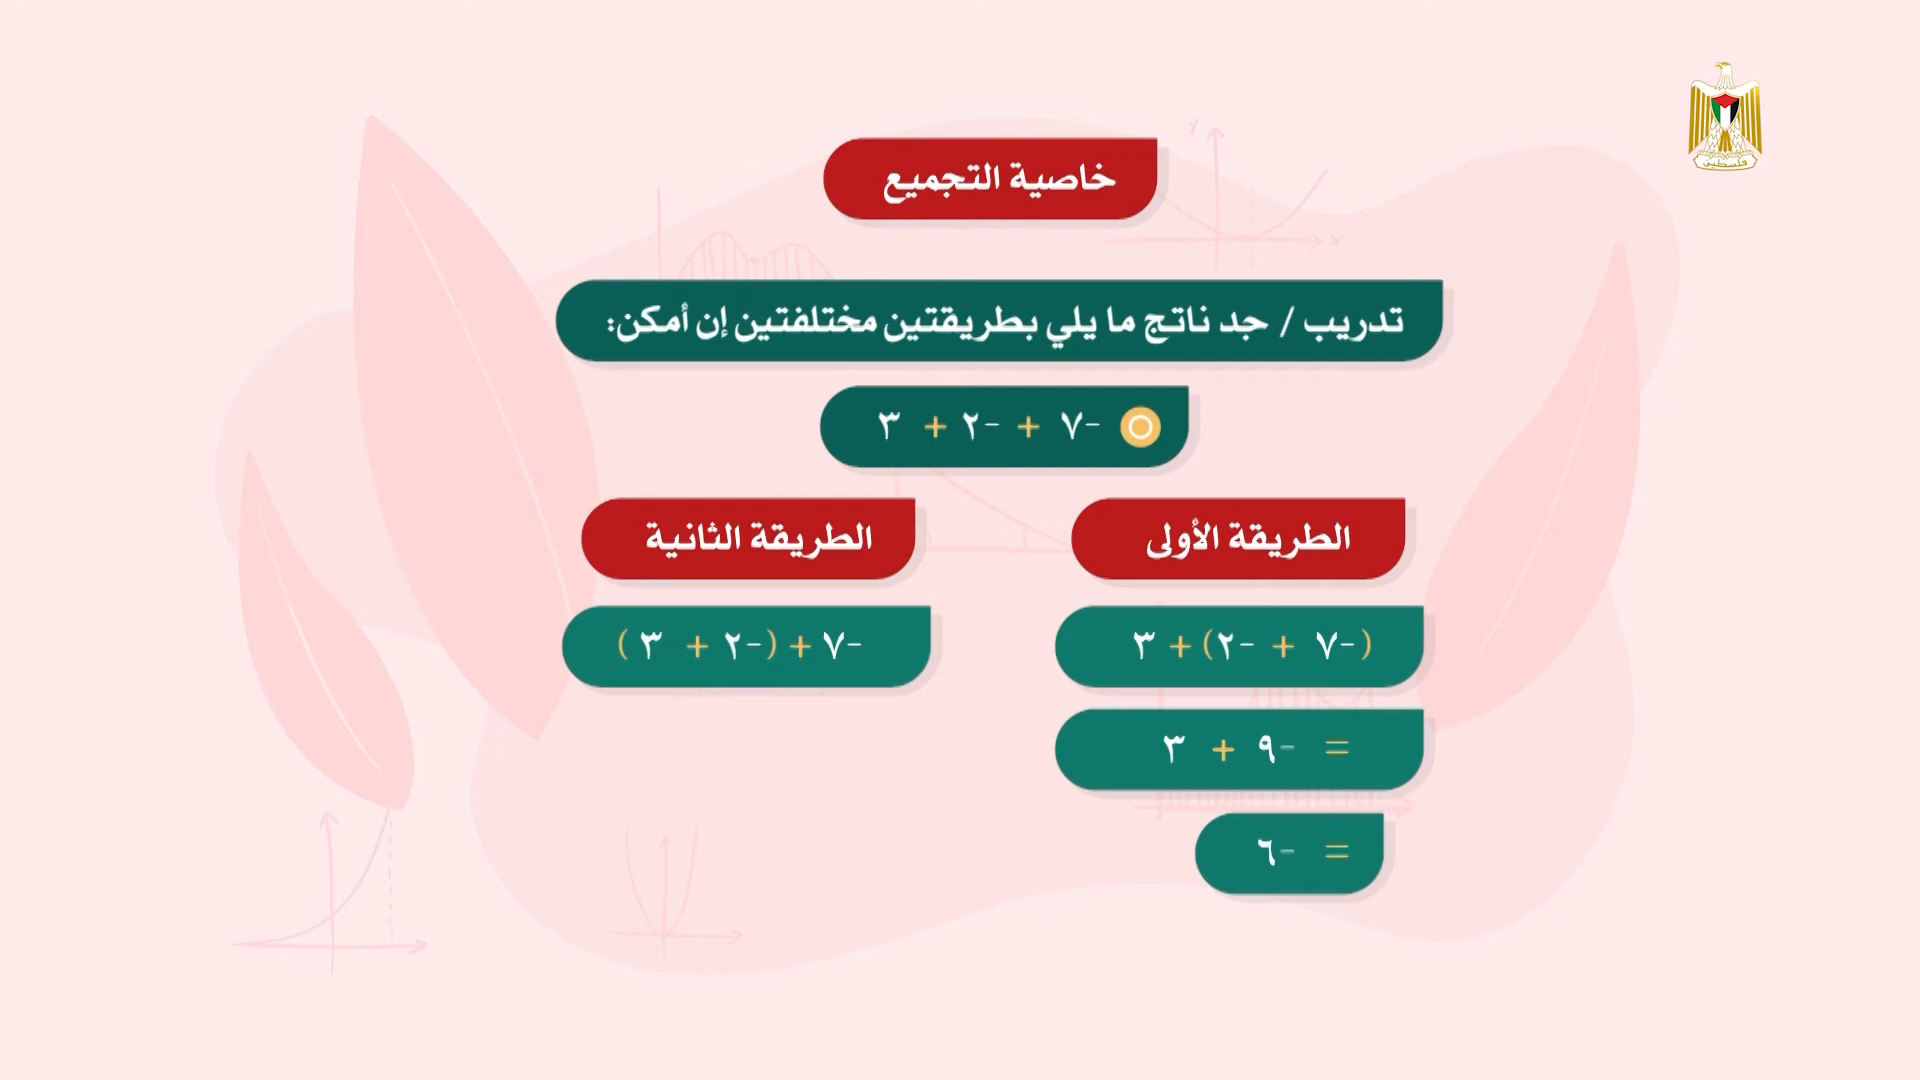 فلسطين
خاصية التجميع
تدريب / جد ناتج ما يلي بطريقتين مختلفتين إن أمكن:
-٧ + -٢ + ٣
الطريقة الأولى
(-٧ + -٢) + ٣
= -٩ + ٣
= -٦
الطريقة الثانية
-٧ + (-٢ + ٣)
y
x